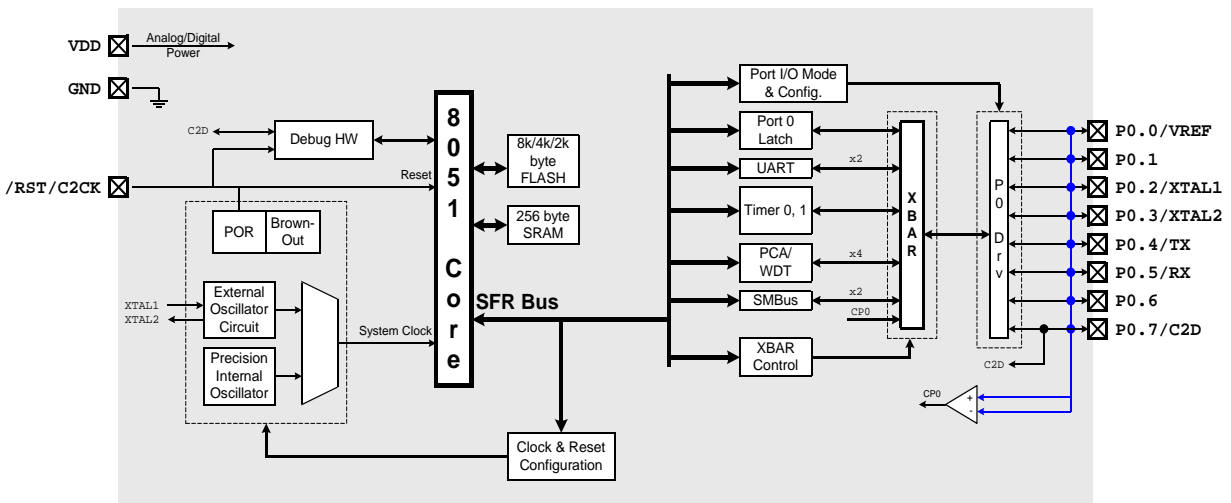 VDD
Analog/Digital
Power
GND
/RST/C2CK
C2D
Debug HW
Reset
POR
Brown-
Out
XTAL1
XTAL2
External
Oscillator
Circuit
Precision
Internal
Oscillator
System Clock
8
0
5
1
C
o
r
e
8k/4k/2k
byte
FLASH
256 byte
SRAM
SFR Bus
Clock & Reset
Configuration
Port I/O Mode
& Config.
Port 0
Latch
UART
x2
Timer 0, 1
PCA/
WDT
x4
SMBus
x2
CP0
XBAR
Control
X
B
A
R
P
0
D
r
v
C2D
CP0
+
-
P0.0/VREF
P0.1
P0.2/XTAL1
P0.3/XTAL2
P0.4/TX
P0.5/RX
P0.6
P0.7/C2D